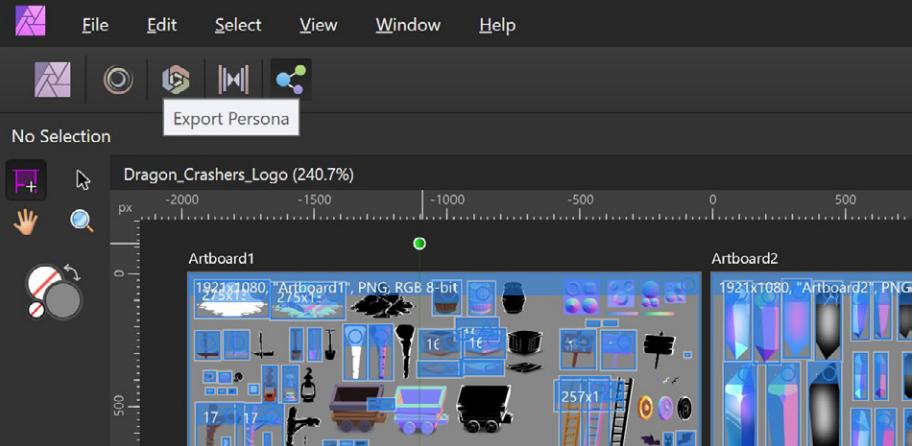 File Edit Select View Window Help
Export Persona
No Selection
Dragon_Crashers_Logo (240.7%)
px -2000 -1500 -1000 -500 0 500
Artboard1 Artboard2
0
1921x1080, "Artboard1", PNG, RGB 8-bit 1921x1080, "Artboard2", PNG
275x1 275x1
16 16
257x1
500
17 17